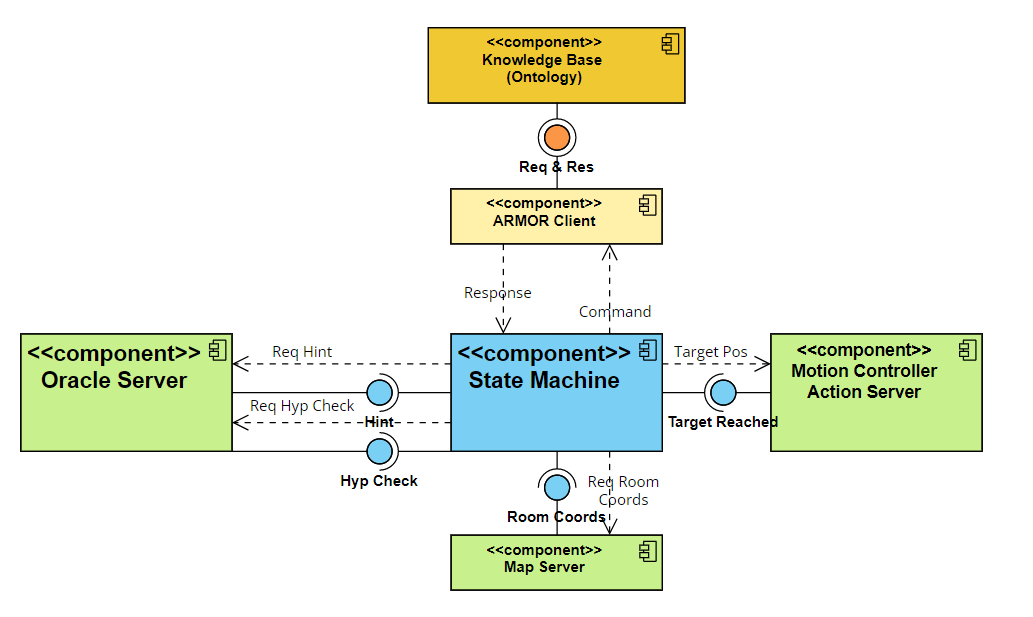 <<component>>
Knowledge Base
(Ontology)
Req & Res
<<component>>
ARMOR Client
Response
Command
<<component>>
Oracle Server
Req Hint
<<component>>
State Machine
Target Pos
<<component>>
Motion Controller
Action Server
Req Hyp Check
Hint
Target Reached
Hyp Check
Req Room
Coords
Room Coords
<<component>>
Map Server